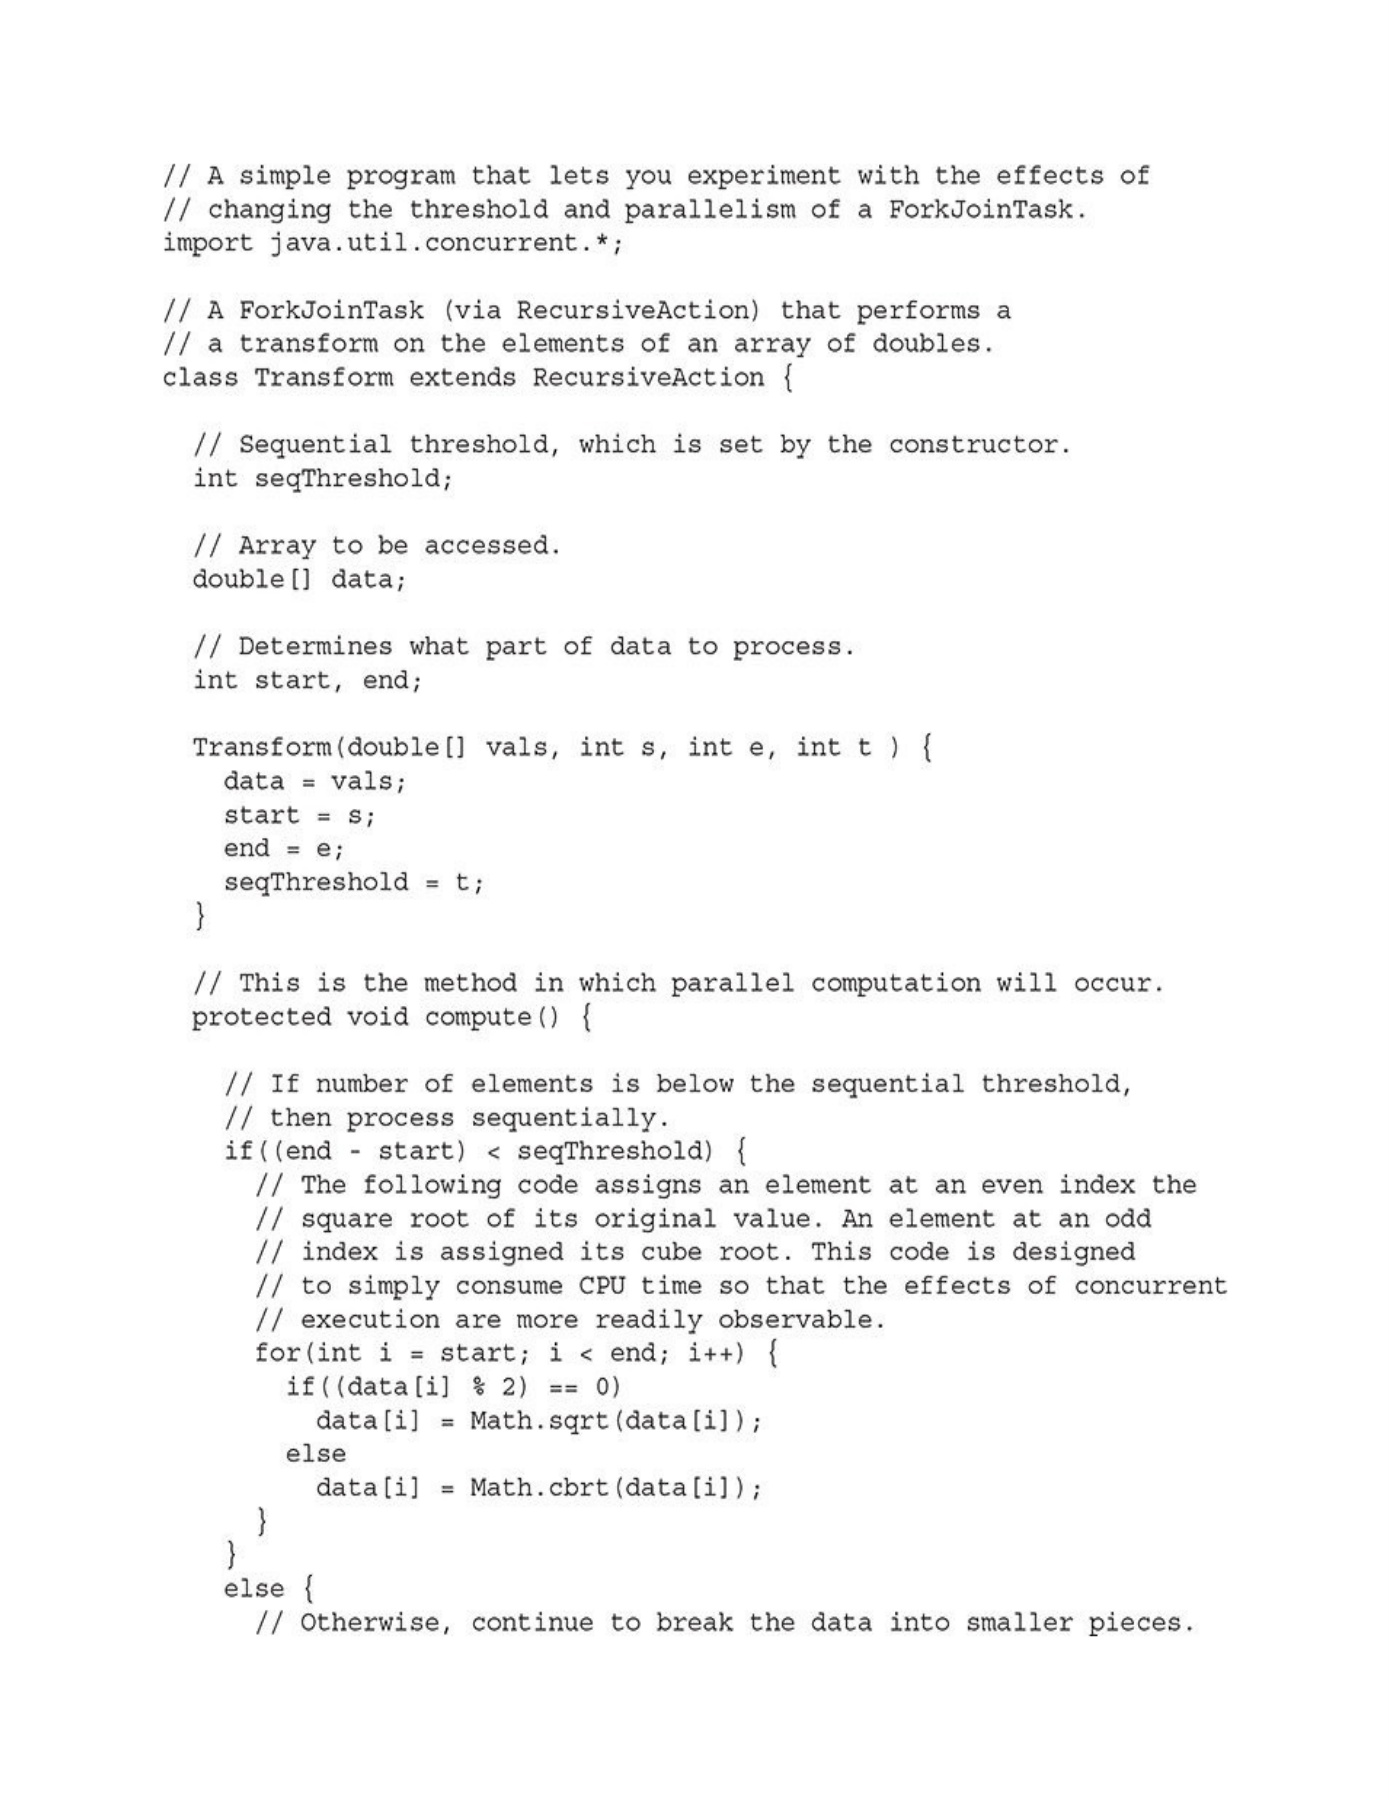 // A simple program that lets you experiment with the effects of
// changing the threshold and parallelism of a ForkJoinTask.
import java.util.concurrent.*;

// A ForkJoinTask (via RecursiveAction) that performs a
// a transform on the elements of an array of doubles.
class Transform extends RecursiveAction {

  // Sequential threshold, which is set by the constructor.
  int seqThreshold;

  // Array to be accessed.
  double[] data;

  // Determines what part of data to process.
  int start, end;

  Transform(double[] vals, int s, int e, int t ) {
    data = vals;
    start = s;
    end = e;
    seqThreshold = t;
  }

  // This is the method in which parallel computation will occur.
  protected void compute() {

    // If number of elements is below the sequential threshold,
    // then process sequentially.
    if((end - start) < seqThreshold) {
      // The following code assigns an element at an even index the
      // square root of its original value. An element at an odd
      // index is assigned its cube root. This code is designed
      // to simply consume CPU time so that the effects of concurrent
      // execution are more readily observable.
      for(int i = start; i < end; i++) {
        if((data[i] % 2) == 0)
          data[i] = Math.sqrt(data[i]);
        else
          data[i] = Math.cbrt(data[i]);
      }
    }
    else {
      // Otherwise, continue to break the data into smaller pieces.